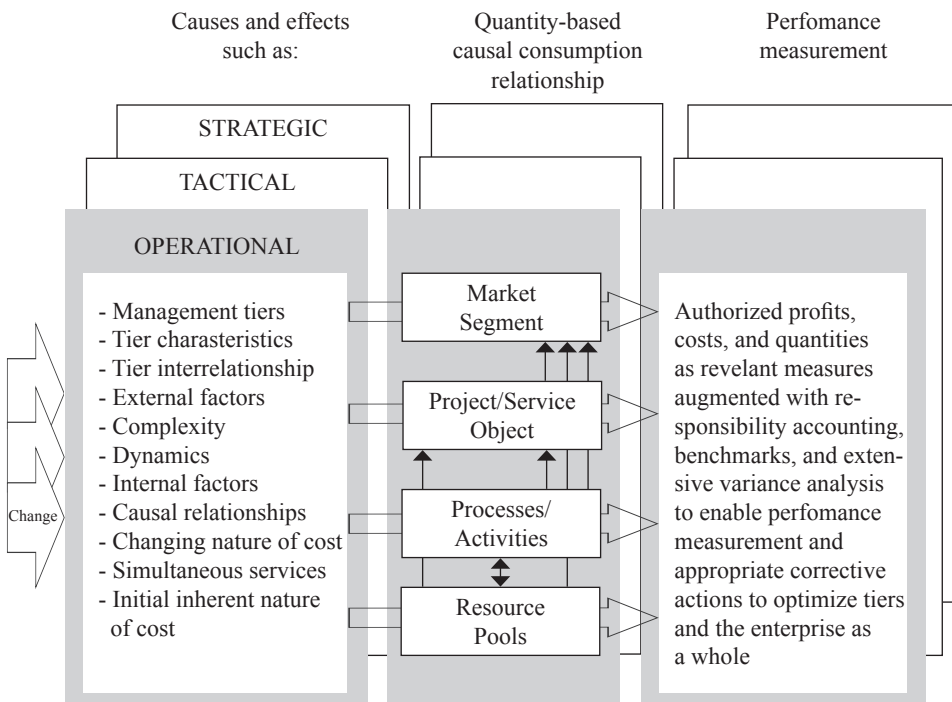 Causes and effects
such as:
Quantity-based
causal consumption
relationship
Perfomance
measurement
STRATEGIC
TACTICAL
OPERATIONAL
- Management tiers
- Tier charasteristics
- Tier interrelationship
- External factors
- Complexity
- Dynamics
- Internal factors
- Causal relationships
- Changing nature of cost
- Simultaneous services
- Initial inherent nature
of cost
Change
Market
Segment
Project/Service
Object
Processes/
Activities
Resource
Pools
Authorized profits,
costs, and quantities
as revelant measures
augmented with re-
sponsibility accounting,
benchmarks, and exten-
sive variance analysis
to enable perfomance
measurement and
appropriate corrective
actions to optimize tiers
and the enterprise as
a whole